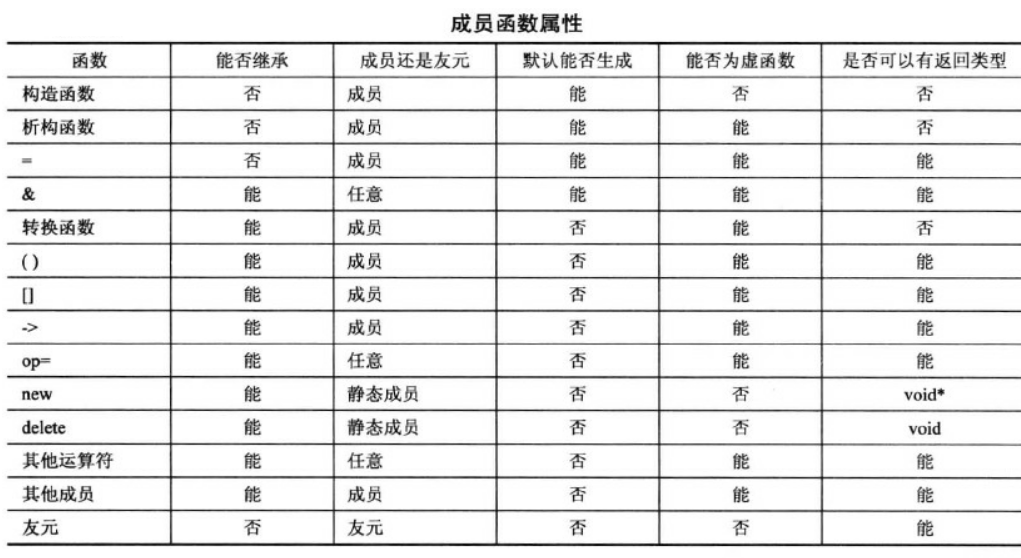 成员函数属性
函数 能否继承 成员还是友元 默认能否生成 能否为虚函数 是否可以有返回类型
构造函数 否 成员 能 否 否
析构函数 否 成员 能 能 否
= 否 成员 能 能 能
& 能 任意 能 能 能
转换函数 能 成员 否 能 否
( ) 能 成员 否 能 能
[] 能 成员 否 能 能
-> 能 成员 否 能 能
op= 能 任意 否 能 能
new 能 静态成员 否 否 void*
delete 能 静态成员 否 否 void
其他运算符 能 任意 否 能 能
其他成员 能 成员 否 能 能
友元 否 友元 否 否 能